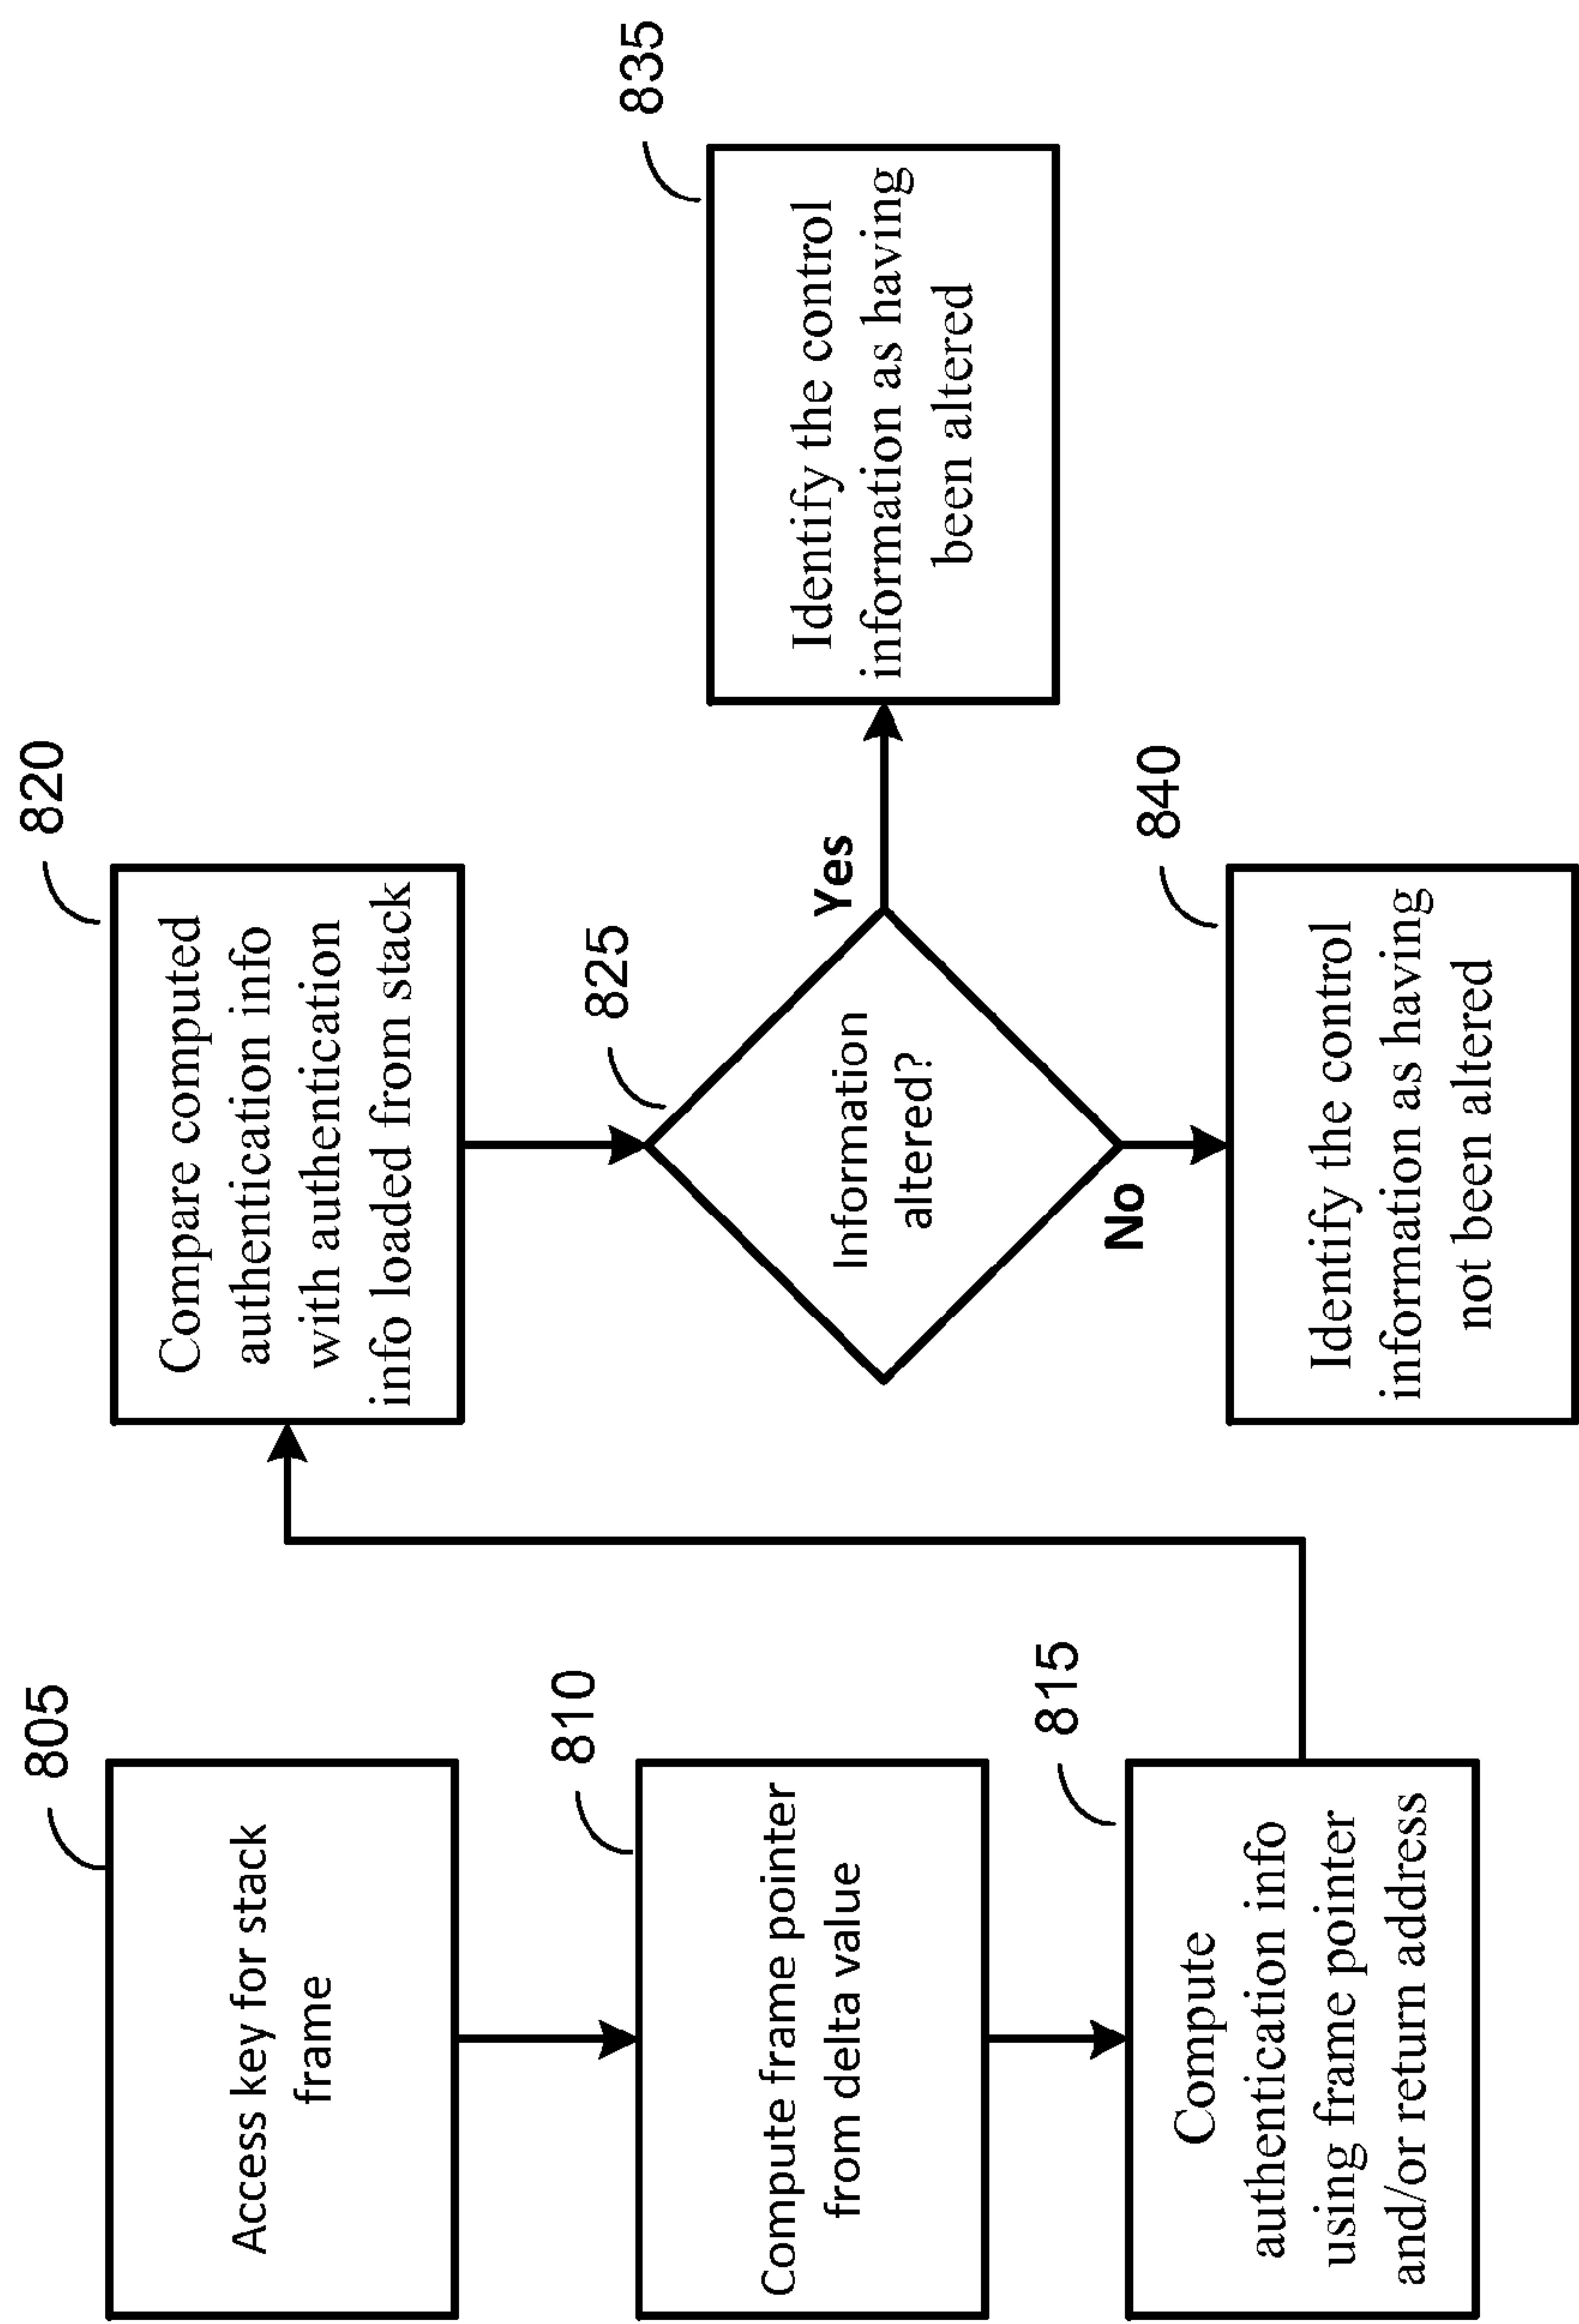 805
Access key for stack
frame
810
Compute frame pointer
from delta value
815
Compute
authentication info
using frame pointer
and/or return address
820
Compare computed
authentication info
with authentication
info loaded from stack
825
Information
altered?
Yes
No
835
Identify the control
information as having
been altered
840
Identify the control
information as having
not been altered